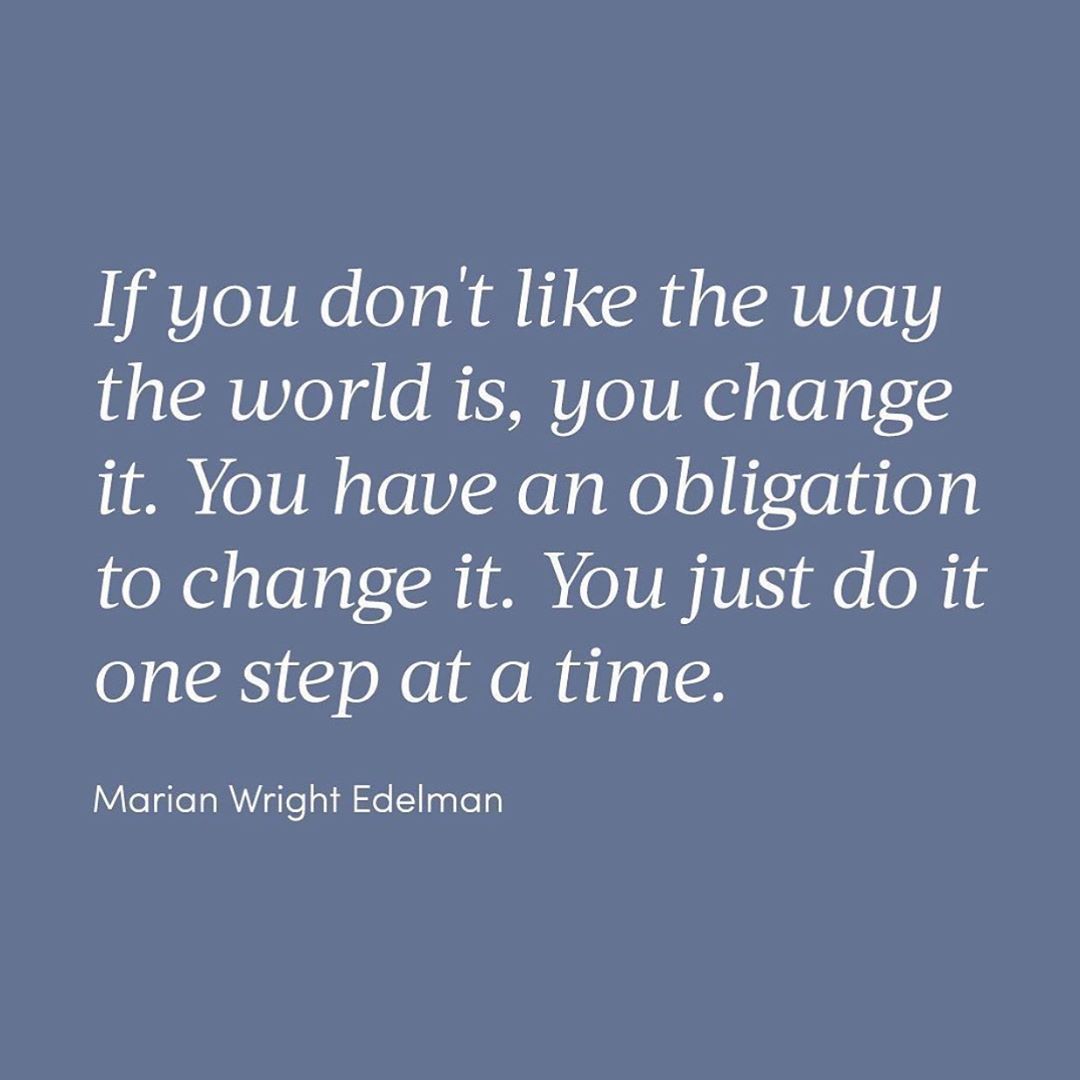 If you don't like the way
the world is, you change
it. You have an obligation
to change it. You just do it
one step at a time.
Marian Wright Edelman